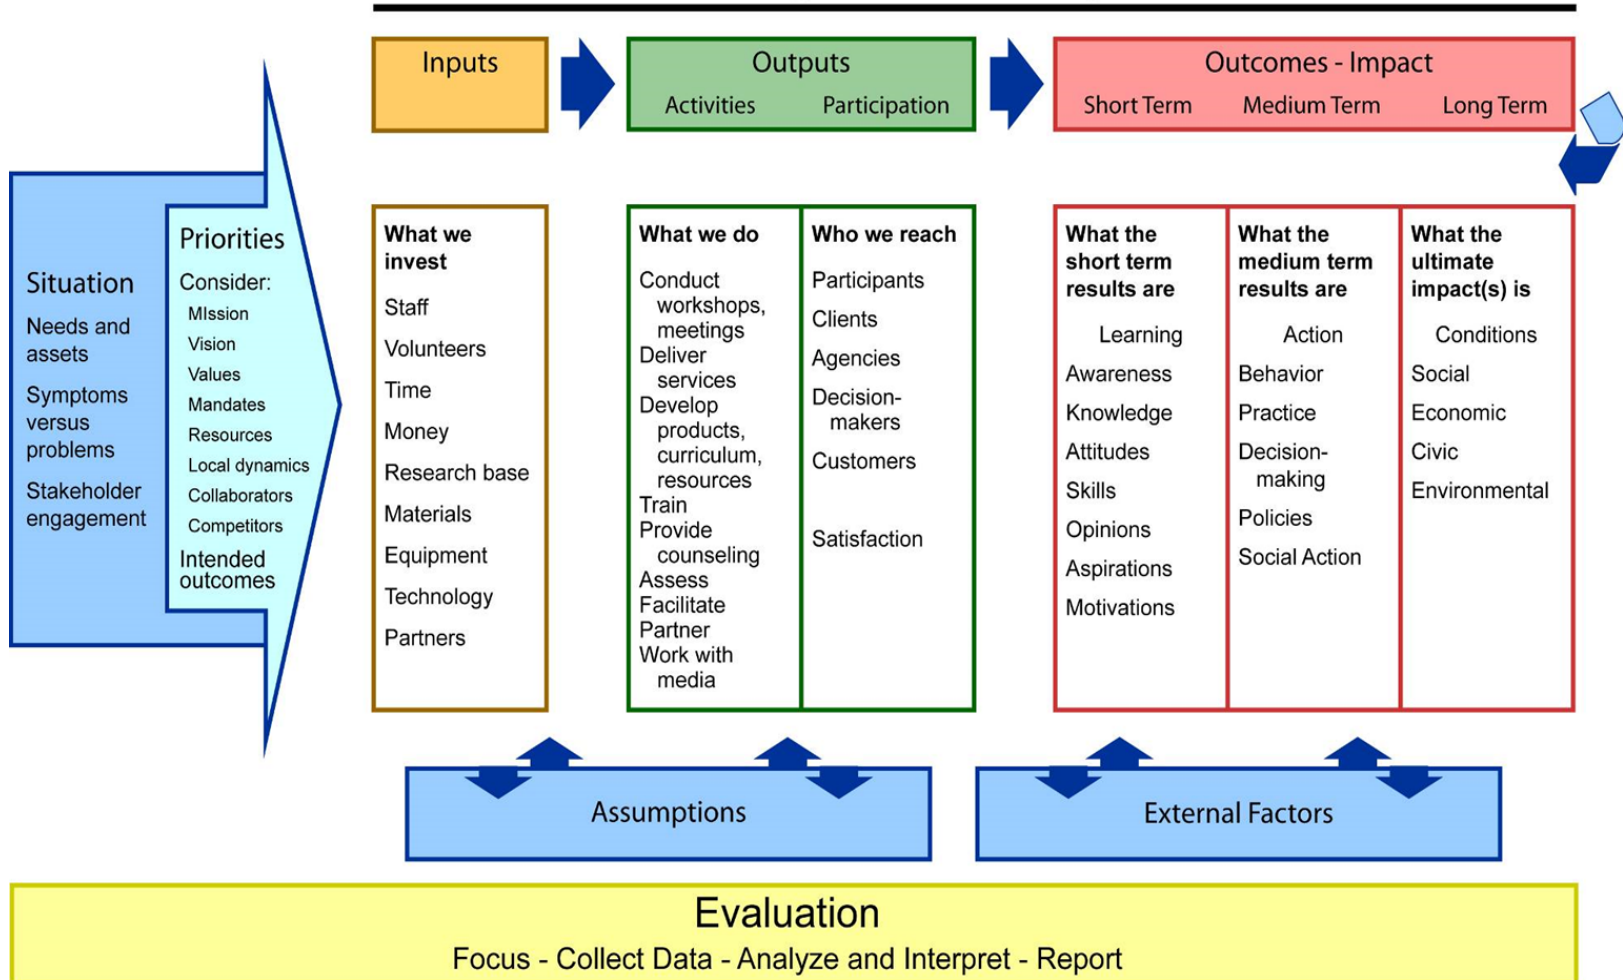 Inputs
Outputs
Activities
Participation
Outcomes - Impact
Short Term
Medium Term
Long Term
Situation
Needs and
assets
Symptoms
versus
problems
Stakeholder
engagement
Priorities
Consider:
MIssion
Vision
Values
Mandates
Resources
Local dynamics
Collaborators
Competitors
Intended
outcomes
What we
invest
Staff
Volunteers
Time
Money
Research base
Materials
Equipment
Technology
Partners
What we do
Conduct
workshops,
meetings
Deliver
services
Develop
products,
curriculum,
resources
Train
Provide
counseling
Assess
Facilitate
Partner
Work with
media
Who we reach
Participants
Clients
Agencies
Decision-
makers
Customers
Satisfaction
What the
short term
results are
Learning
Awareness
Knowledge
Attitudes
Skills
Opinions
Aspirations
Motivations
What the
medium term
results are
Action
Behavior
Practice
Decision-
making
Policies
Social Action
What the
ultimate
impact(s) is
Conditions
Social
Economic
Civic
Environmental
Assumptions
External Factors
Evaluation
Focus - Collect Data - Analyze and Interpret - Report